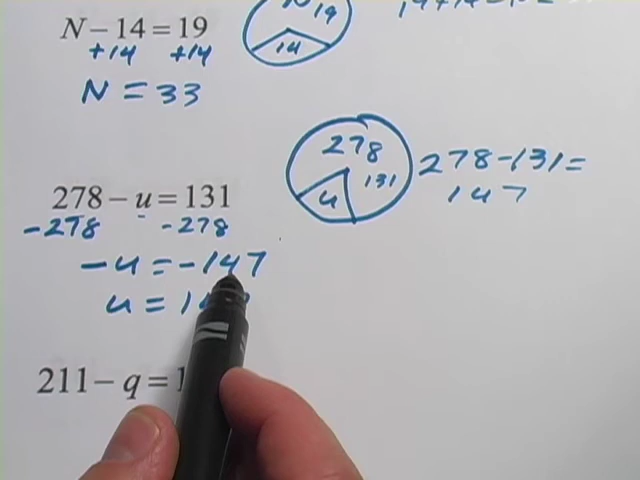 N − 14 = 19
+14 +14
N = 33
N 19
14
278 − u = 131
-278 -278
-u = -147
u = 14
278
131
u
278-131=
147
211 − q = 1